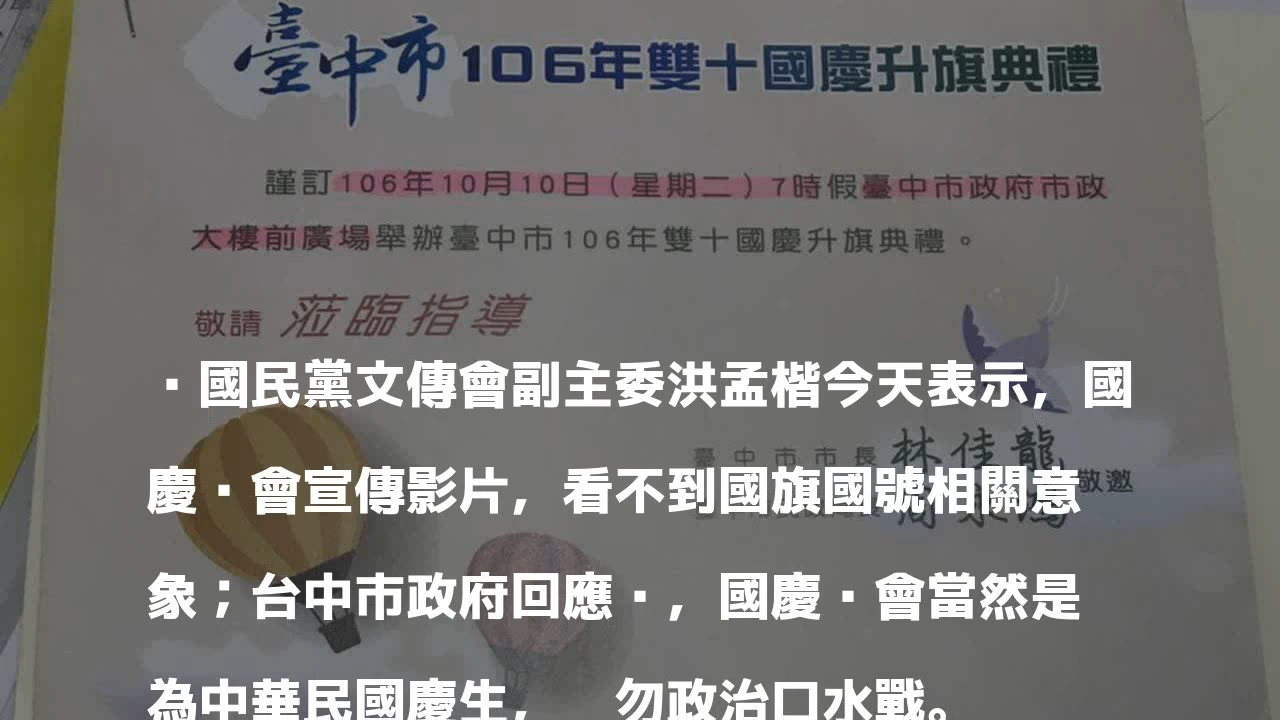 臺中市106年雙十國慶升旗典禮
謹訂106年10月10日（星期二）7時假臺中市政府市政
大樓前廣場舉辦臺中市106年雙十國慶升旗典禮。
敬請 蒞臨指導
▪國民黨文傳會副主委洪孟楷今天表示，國
臺中市市長 林佳龍
慶▪會宣傳影片，看不到國旗國號相關意
敬邀
象；台中市政府回應▪，國慶▪會當然是
為中華民國慶生，　勿政治口水戰。